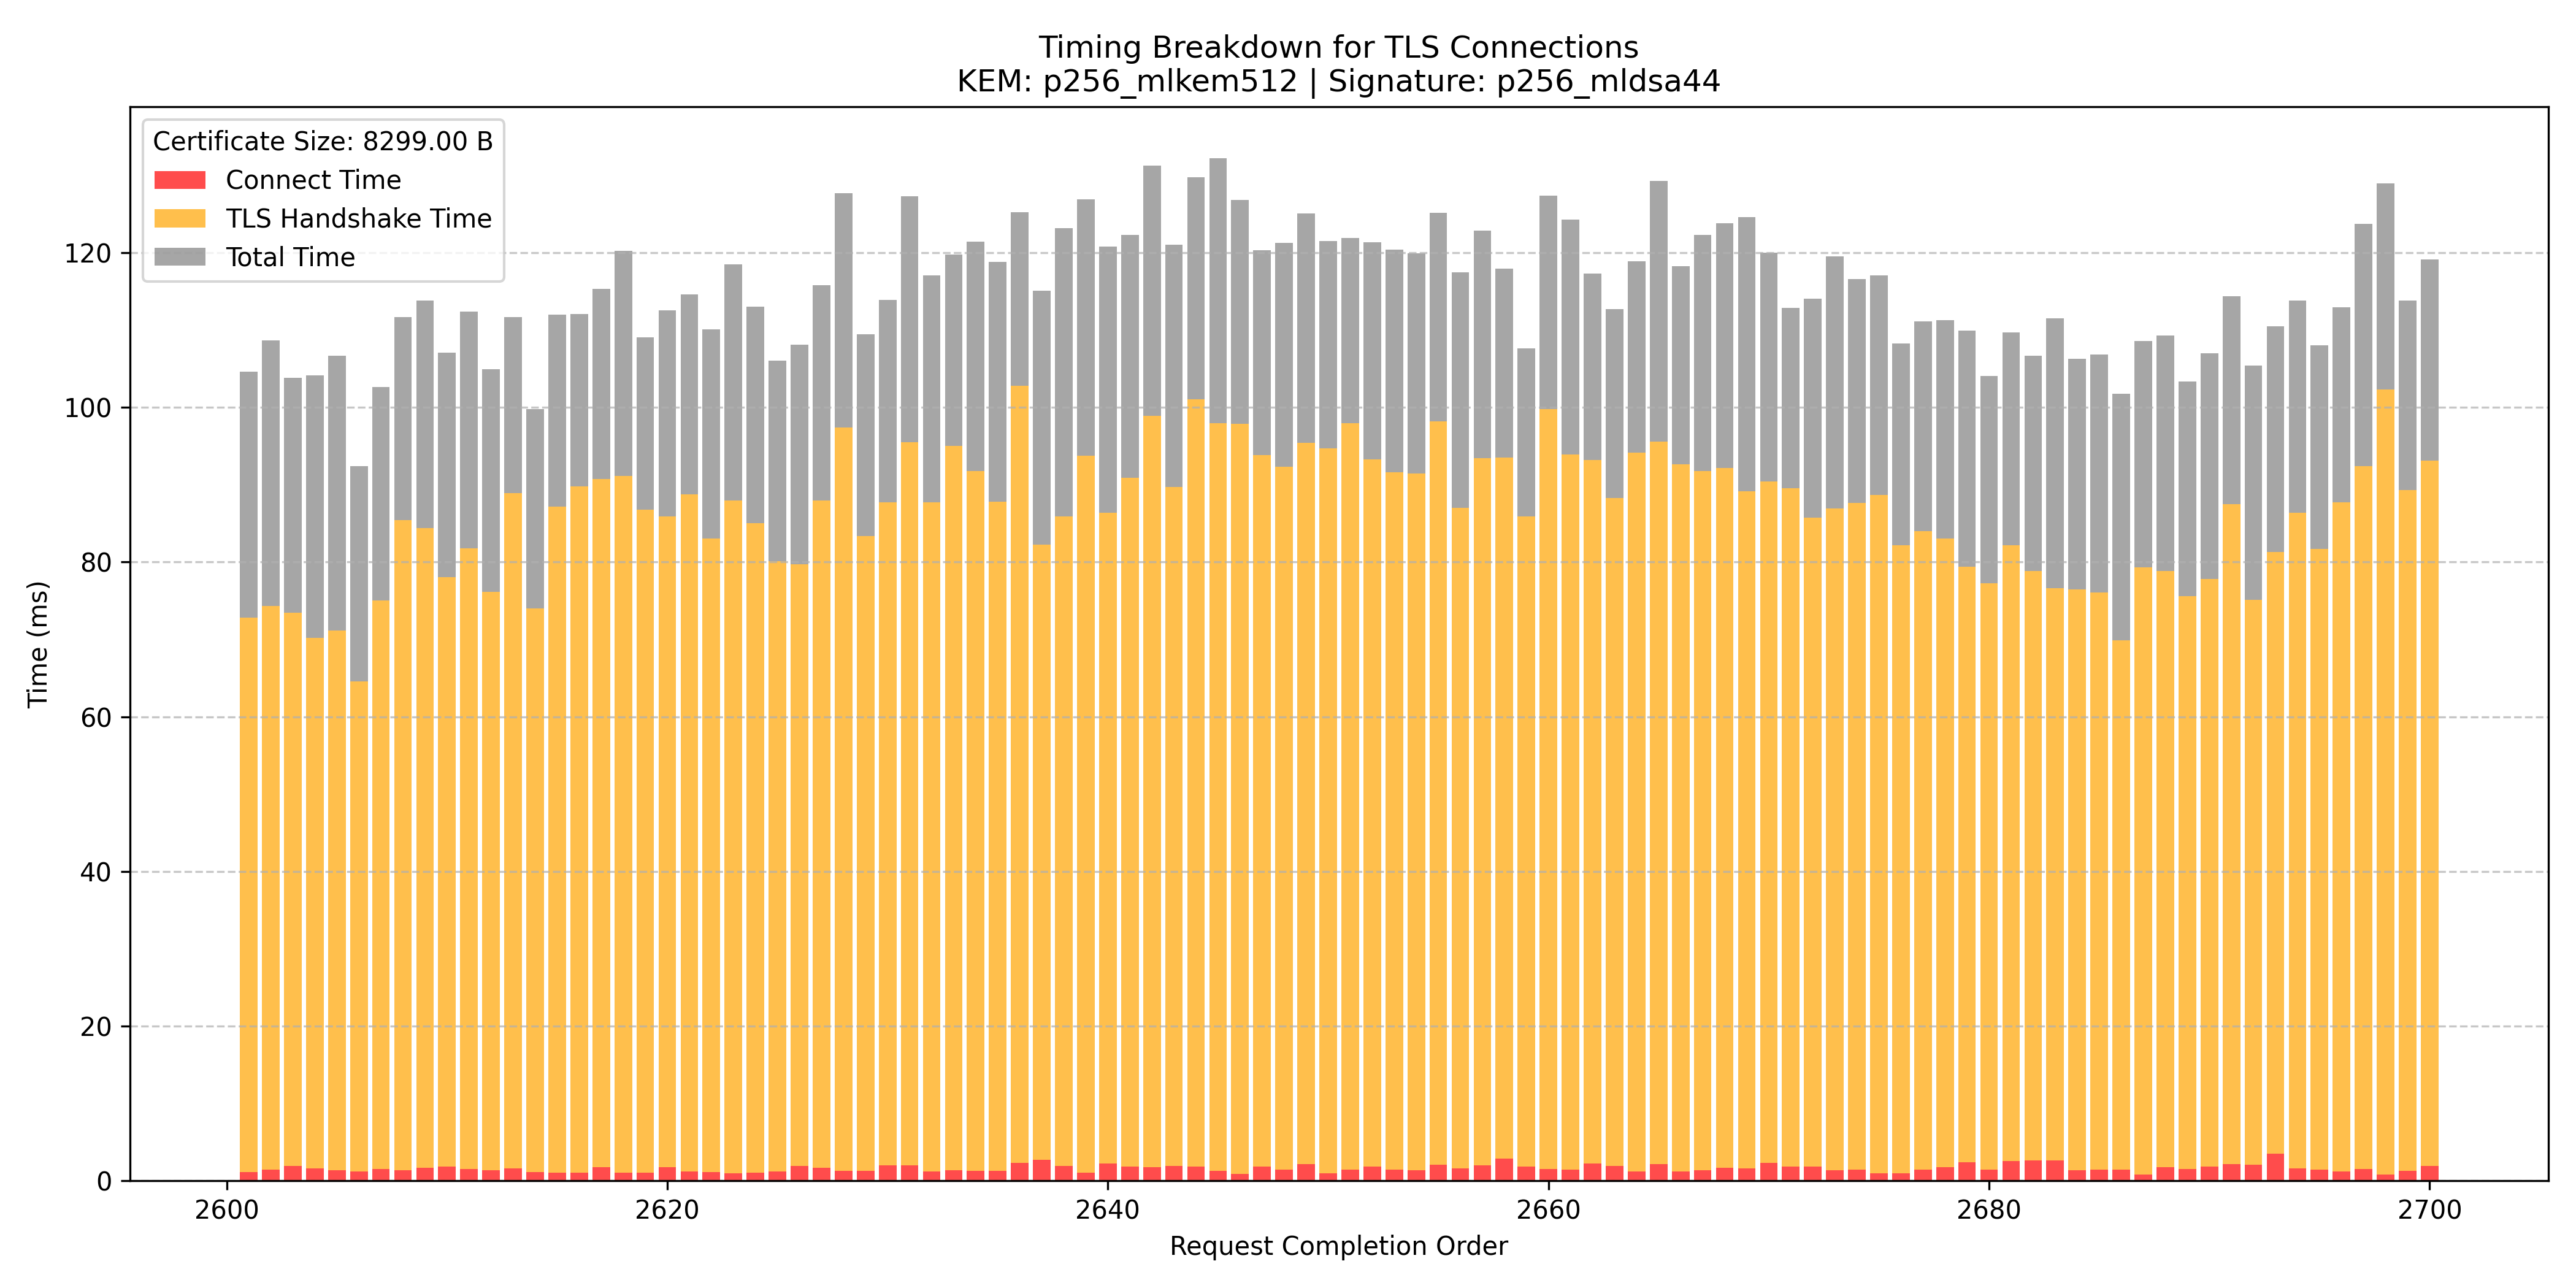 Timing Breakdown for TLS Connections
KEM: p256_mlkem512 | Signature: p256_mldsa44
Certificate Size: 8299.00 B
Connect Time
TLS Handshake Time
Total Time
Time (ms)
120
100
80
60
40
20
0
2600 2620 2640 2660 2680 2700
Request Completion Order